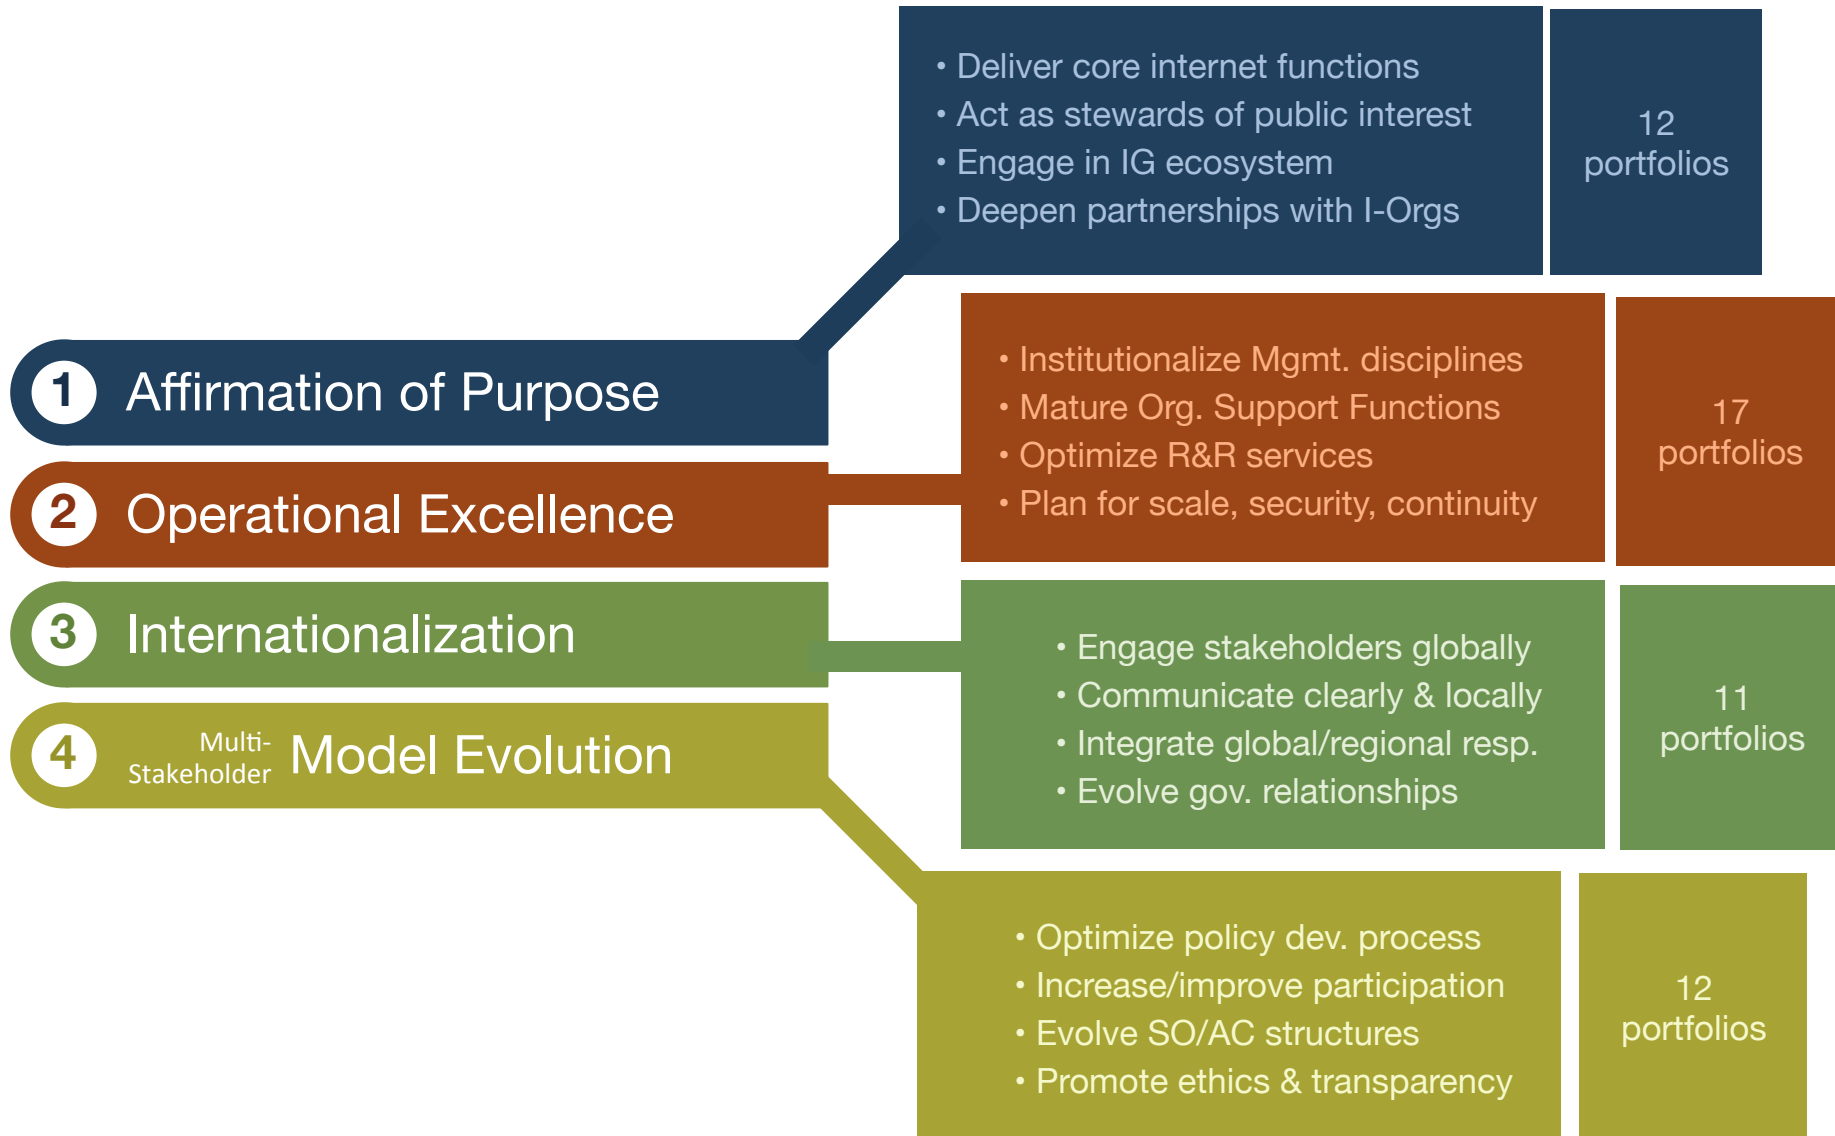 • Deliver core internet functions
• Act as stewards of public interest
• Engage in IG ecosystem
• Deepen partnerships with I-Orgs
12
portfolios
1 Affirmation of Purpose
• Institutionalize Mgmt. disciplines
• Mature Org. Support Functions
• Optimize R&R services
• Plan for scale, security, continuity
17
portfolios
2 Operational Excellence
3 Internationalization
• Engage stakeholders globally
• Communicate clearly & locally
• Integrate global/regional resp.
• Evolve gov. relationships
11
portfolios
4 Multi-
Stakeholder Model Evolution
• Optimize policy dev. process
• Increase/improve participation
• Evolve SO/AC structures
• Promote ethics & transparency
12
portfolios